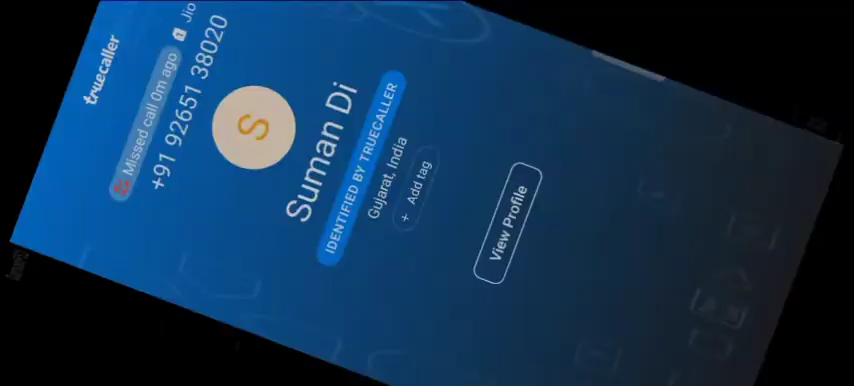 truecaller
Missed call 0m ago
1 Jio
+91 92651 38020
S
Suman Di
IDENTIFIED BY TRUECALLER
Gujarat, India
+ Add tag
View Profile